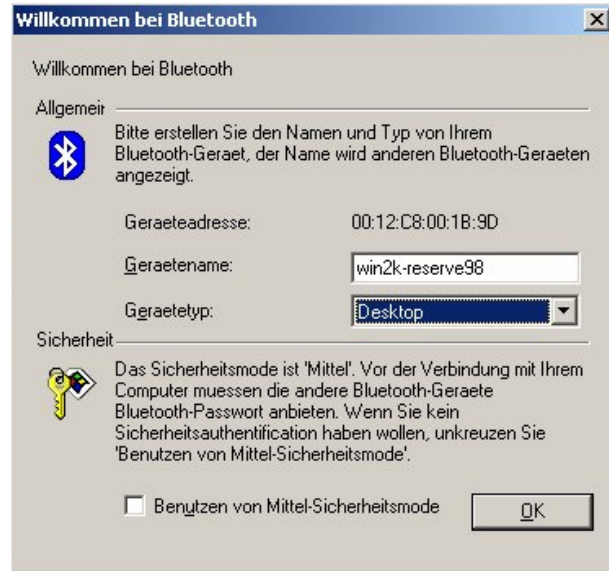 Willkommen bei Bluetooth
Willkommen bei Bluetooth
Allgemeir
Bitte erstellen Sie den Namen und Typ von Ihrem
Bluetooth-Geraet, der Name wird anderen Bluetooth-Geraeten
angezeigt.
Geraeteadresse: 00:12:C8:00:1B:9D
Geraetename: win2k-reserve98
Geraetetyp: Desktop
Sicherheit
Das Sicherheitsmode ist 'Mittel'. Vor der Verbindung mit Ihrem
Computer muessen die andere Bluetooth-Geraete
Bluetooth-Passwort anbieten. Wenn Sie kein
Sicherheitsauthentification haben wollen, unkreuzen Sie
'Benutzen von Mittel-Sicherheitsmode'.
Benutzen von Mittel-Sicherheitsmode OK